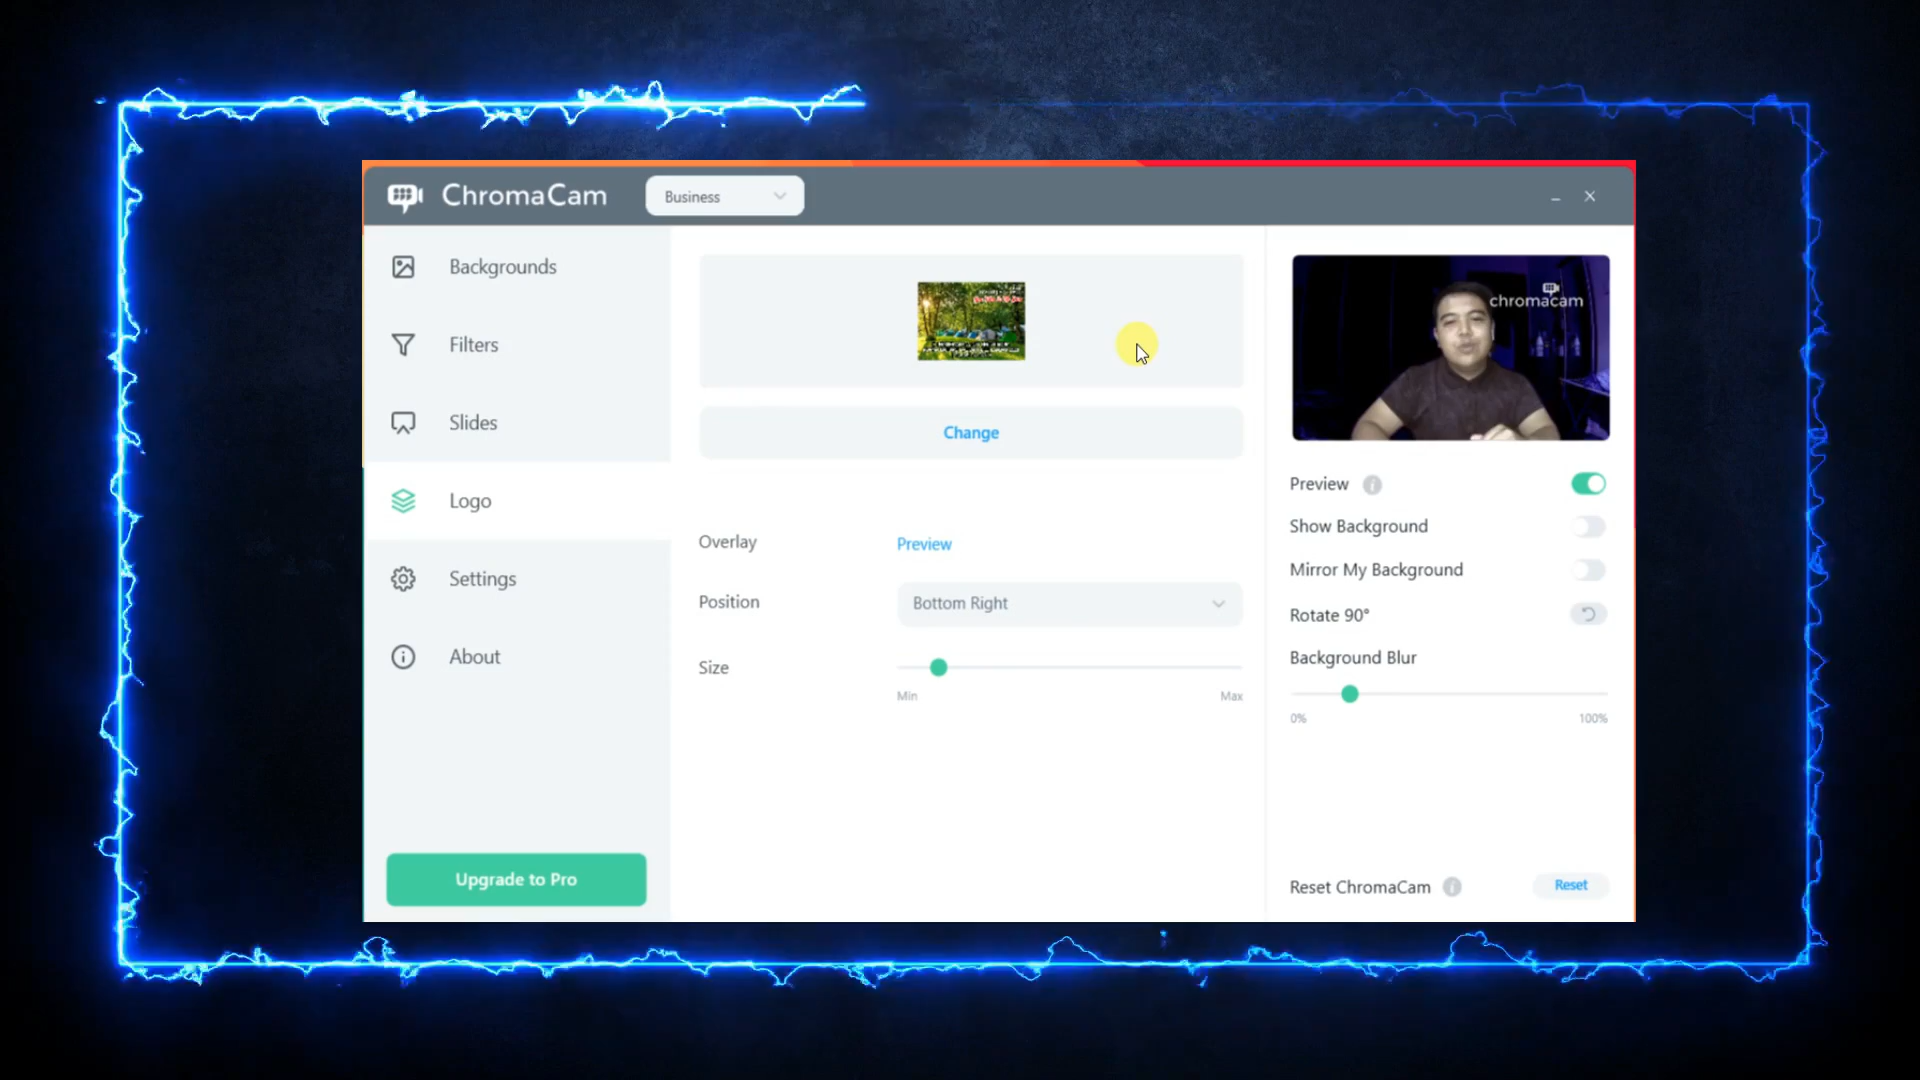 ChromaCam
Business
Backgrounds
Filters
Slides
Logo
Settings
About
Upgrade to Pro
Change
Overlay
Preview
Position
Bottom Right
Size
Min
Max
chromacam
Preview
Show Background
Mirror My Background
Rotate 90°
Background Blur
0%
100%
Reset ChromaCam
Reset